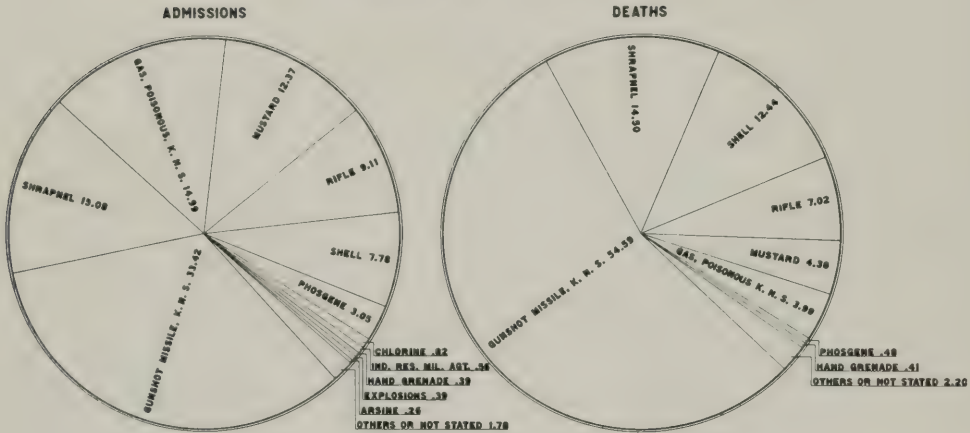 ADMISSIONS
GAS, POISONOUS, K. N. S. 14.99
MUSTARD 12.37
RIFLE 9.11
SHELL 7.78
PHOSGENE 3.05
CHLORINE .82
IND. RES. MIL. AGT. .56
HAND GRENADE .39
EXPLOSIONS .39
ARSINE .26
OTHERS OR NOT STATED 1.78
GUNSHOT MISSILE, K. N. S. 33.42
SHRAPNEL 15.08
DEATHS
SHRAPNEL 14.50
SHELL 12.44
RIFLE 7.02
MUSTARD 4.38
GAS, POISONOUS K. N. S. 3.99
PHOSGENE .48
HAND GRENADE .41
OTHERS OR NOT STATED 2.20
GUNSHOT MISSILE, K. N. S. 54.59